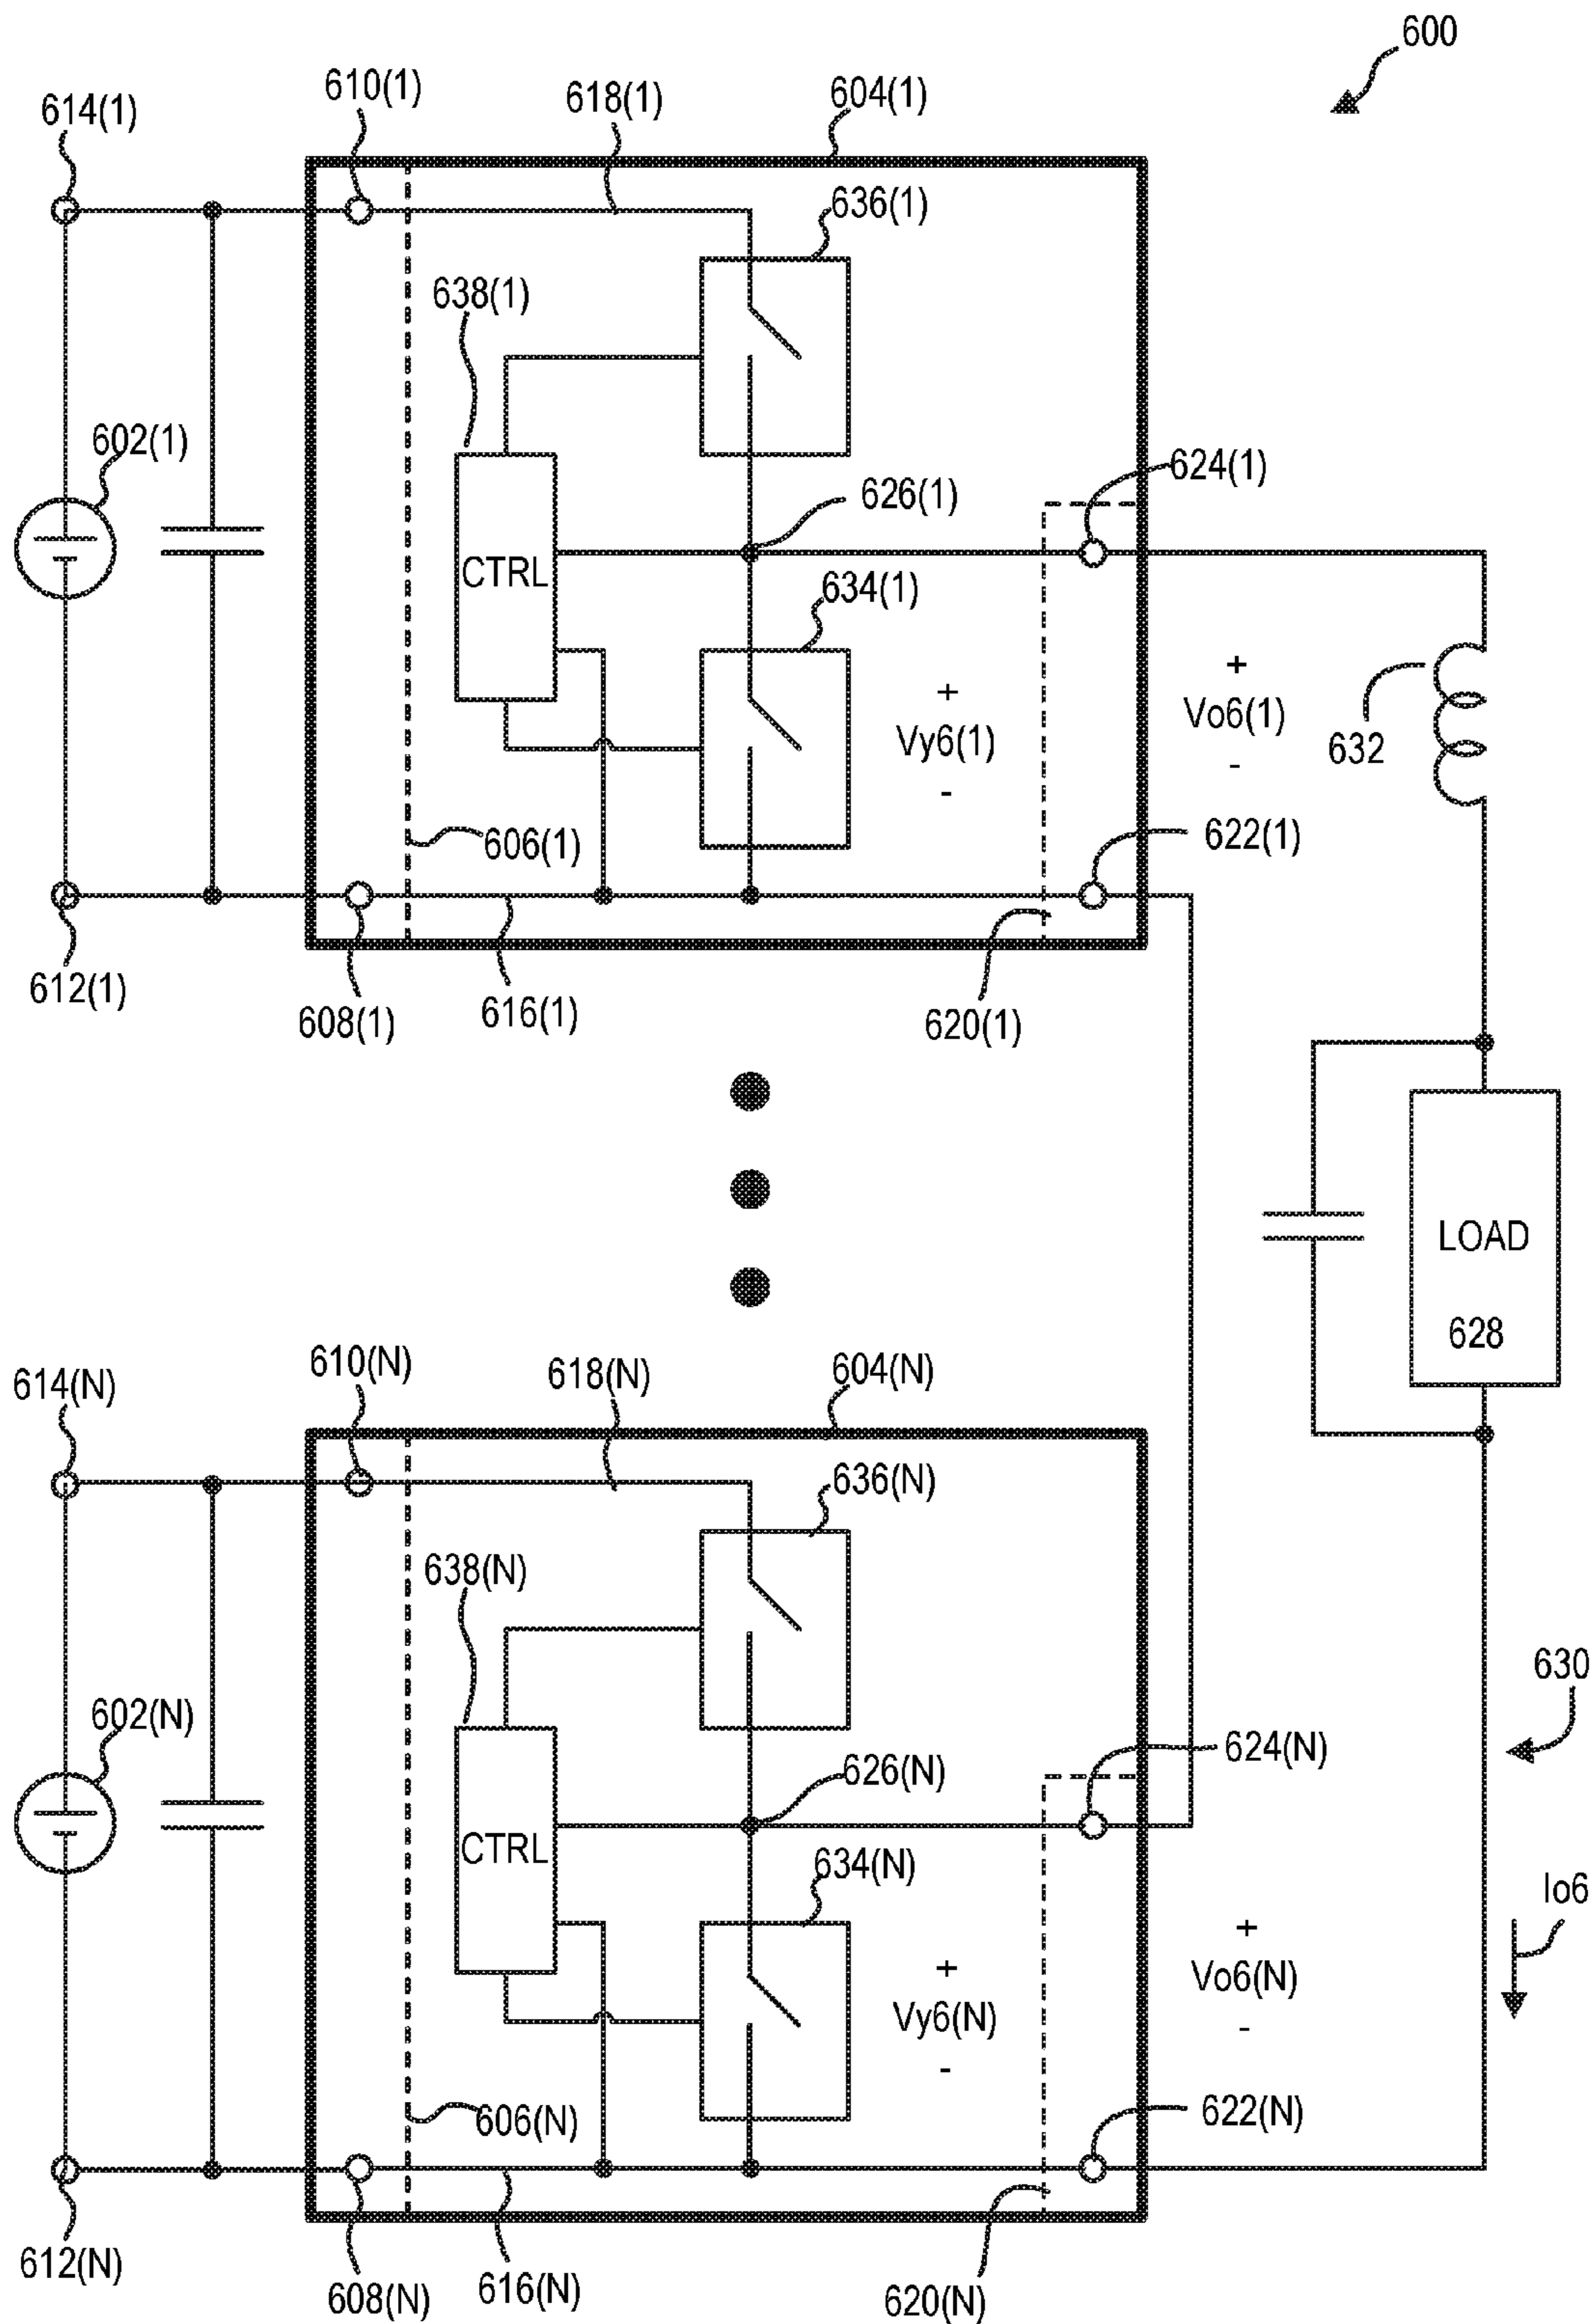 600
610(1)
618(1)
604(1)
614(1)
636(1)
638(1)
602(1)
624(1)
626(1)
CTRL
634(1)
+
+
Vy6(1)
Vo6(1)
-
-
632
606(1)
622(1)
612(1)
608(1)
616(1)
620(1)
LOAD
628
610(N)
618(N)
604(N)
614(N)
636(N)
638(N)
630
602(N)
624(N)
626(N)
CTRL
634(N)
Io6
+
+
Vy6(N)
Vo6(N)
-
-
606(N)
622(N)
612(N)
608(N)
616(N)
620(N)